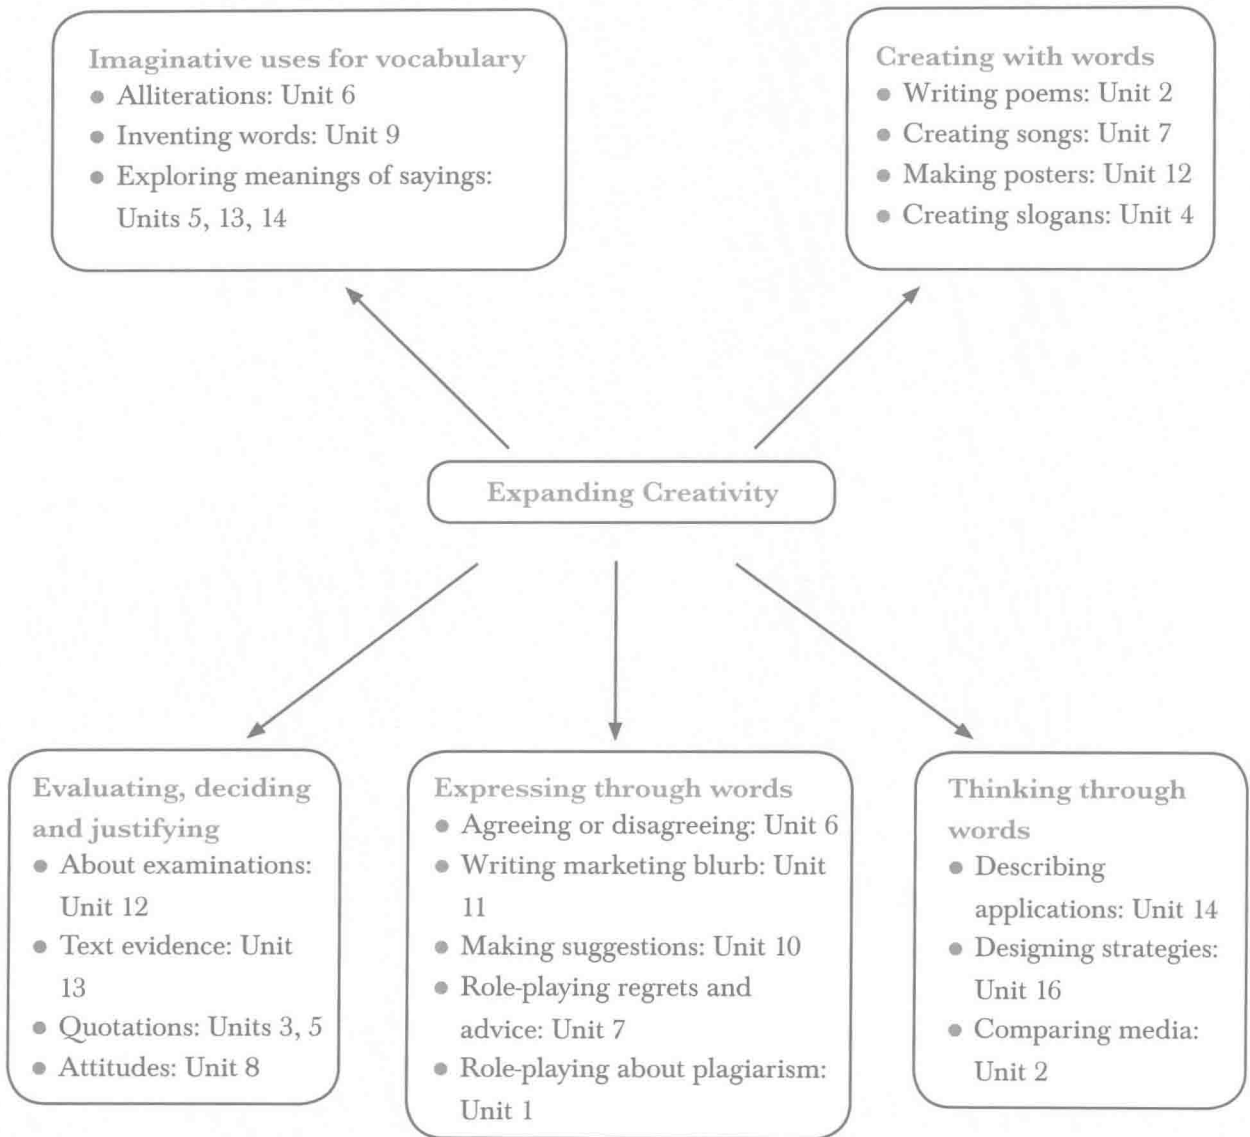 Imaginative uses for vocabulary
● Alliterations: Unit 6
● Inventing words: Unit 9
● Exploring meanings of sayings:
Units 5, 13, 14
Creating with words
● Writing poems: Unit 2
● Creating songs: Unit 7
● Making posters: Unit 12
● Creating slogans: Unit 4
Expanding Creativity
Evaluating, deciding
and justifying
● About examinations:
Unit 12
● Text evidence: Unit
13
● Quotations: Units 3, 5
● Attitudes: Unit 8
Expressing through words
● Agreeing or disagreeing: Unit 6
● Writing marketing blurb: Unit
11
● Making suggestions: Unit 10
● Role-playing regrets and
advice: Unit 7
● Role-playing about plagiarism:
Unit 1
Thinking through
words
● Describing
applications: Unit 14
● Designing strategies:
Unit 16
● Comparing media:
Unit 2